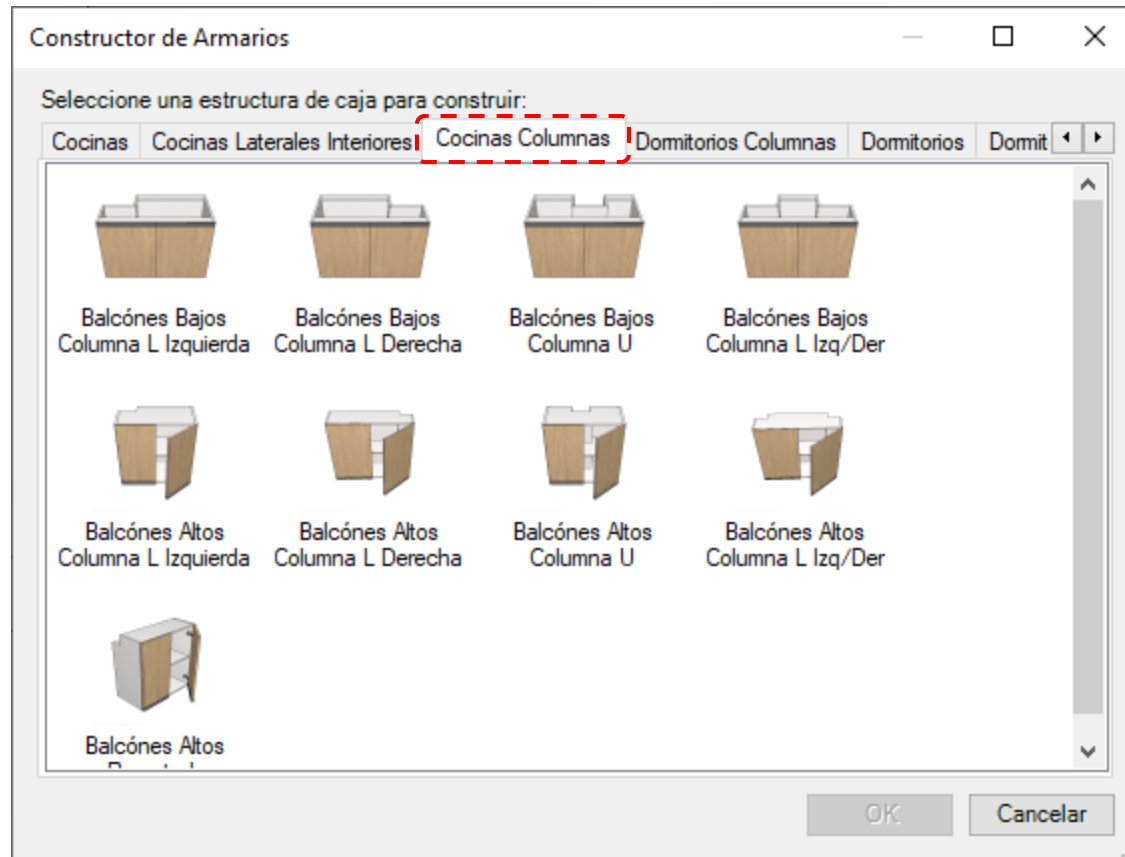 Constructor de Armarios
Seleccione una estructura de caja para construir:
Cocinas Cocinas Laterales Interiores Cocinas Columnas Dormitorios Columnas Dormitorios Dormit
Balcónes Bajos Balcónes Bajos Balcónes Bajos Balcónes Bajos
Columna L Izquierda Columna L Derecha Columna U Columna L Izq/Der
Balcónes Altos Balcónes Altos Balcónes Altos Balcónes Altos
Columna L Izquierda Columna L Derecha Columna U Columna L Izq/Der
Balcónes Altos
OK Cancelar